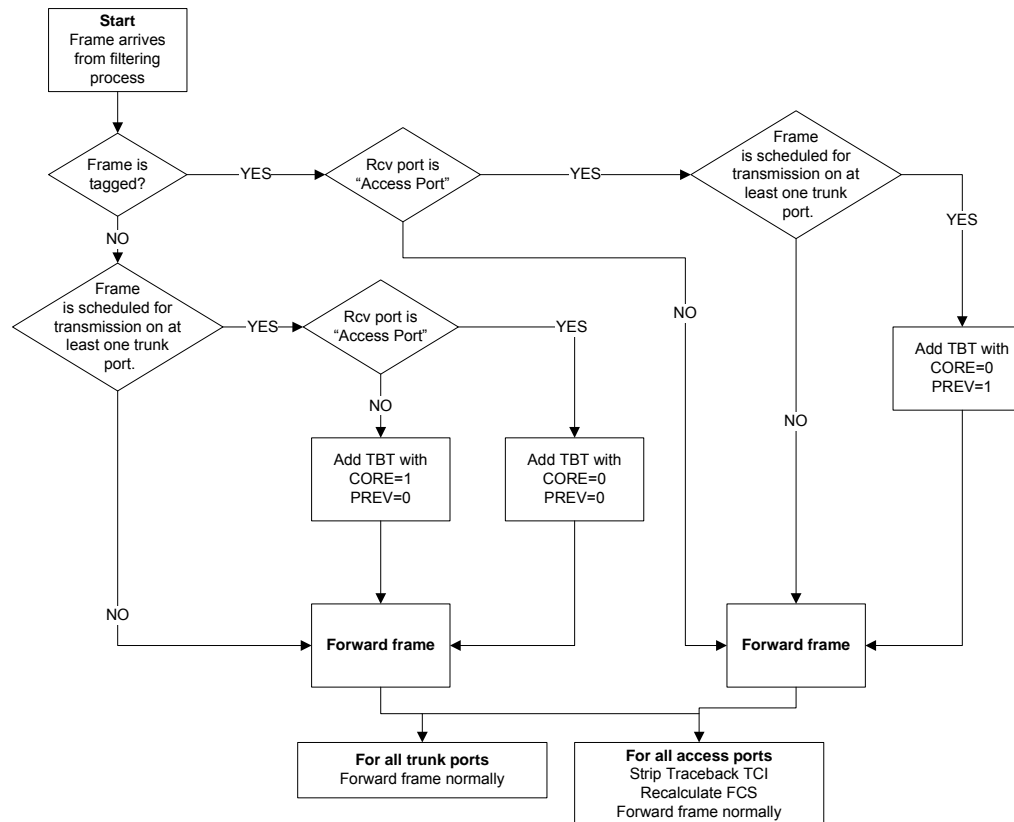 Start
Frame arrives
from filtering
process
Frame is
tagged?
YES
Rcv port is
“Access Port”
YES
Frame
is scheduled for
transmission on at
least one trunk
port.
YES
NO
Frame
is scheduled for
transmission on at
least one trunk
port.
YES
Rcv port is
“Access Port”
YES
NO
NO
Add TBT with
CORE=0
PREV=1
NO
Add TBT with
CORE=1
PREV=0
Add TBT with
CORE=0
PREV=0
NO
Forward frame
Forward frame
For all trunk ports
Forward frame normally
For all access ports
Strip Traceback TCI
Recalculate FCS
Forward frame normally